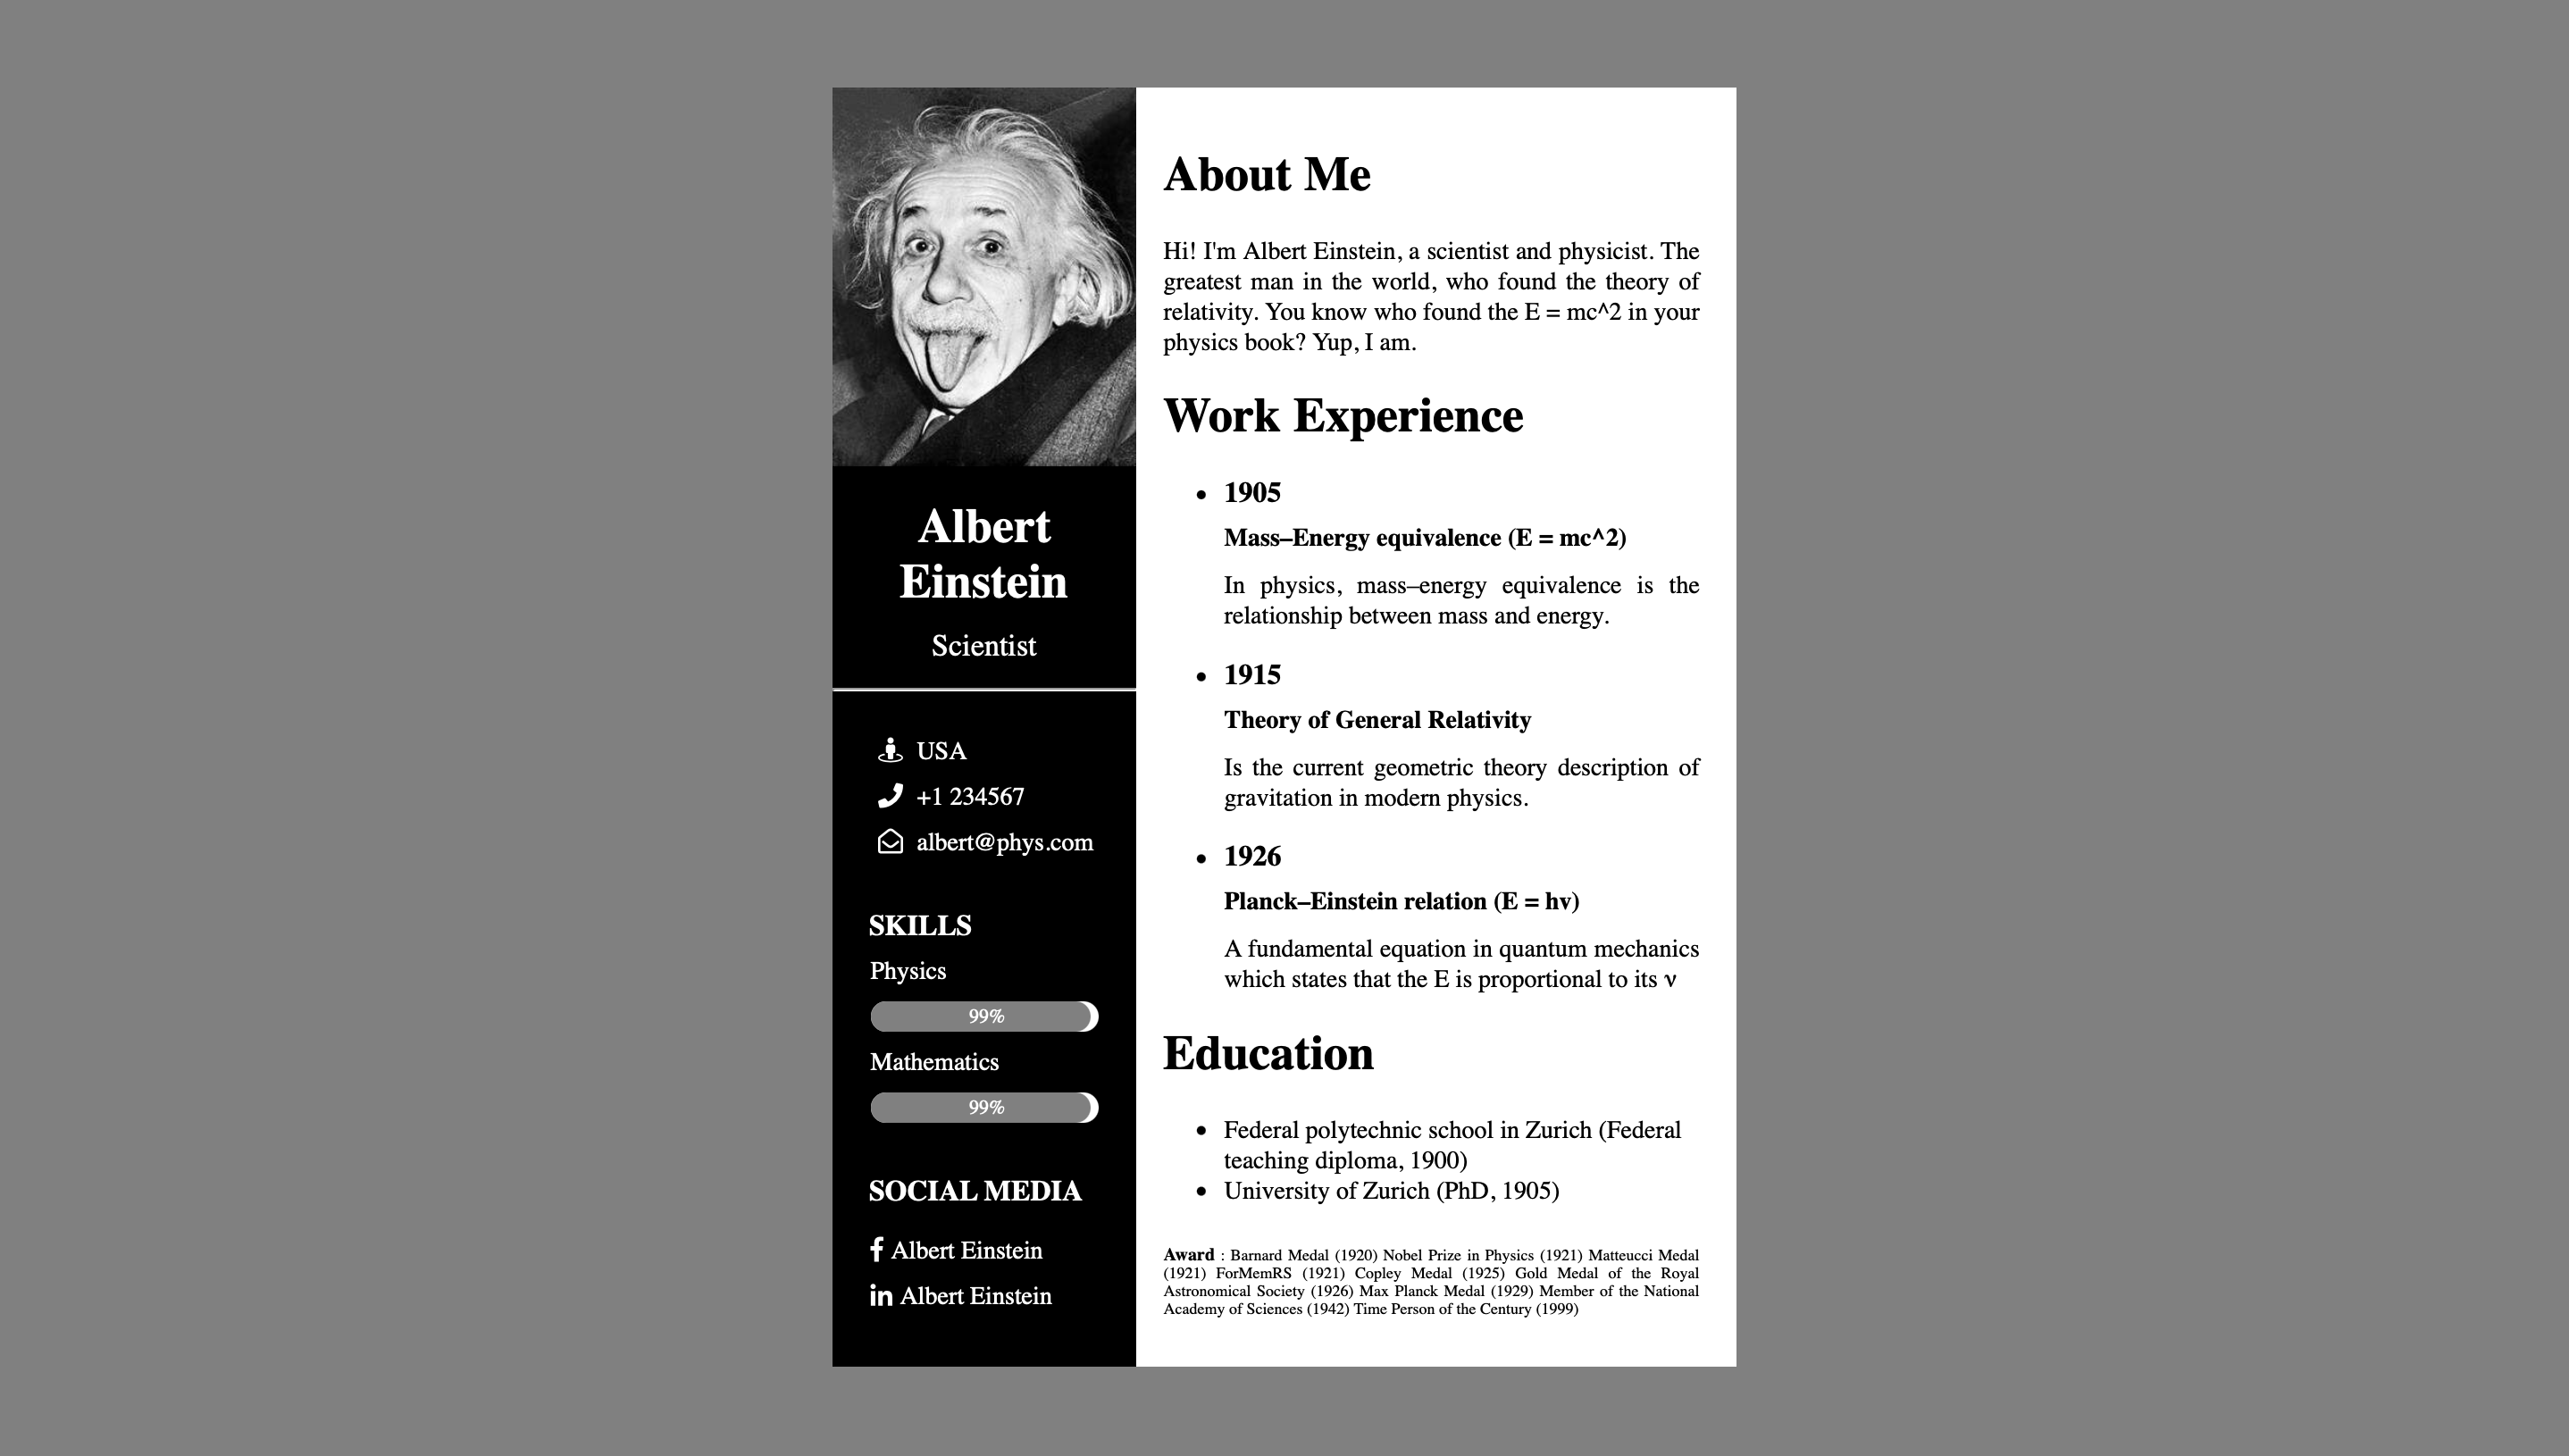 Albert
Einstein
Scientist
USA
+1 234567
albert@phys.com
SKILLS
Physics
99%
Mathematics
99%
SOCIAL MEDIA
Albert Einstein
Albert Einstein
About Me
Hi! I'm Albert Einstein, a scientist and physicist. The
greatest man in the world, who found the theory of
relativity. You know who found the E = mc^2 in your
physics book? Yup, I am.
Work Experience
• 1905
Mass–Energy equivalence (E = mc^2)
In physics, mass–energy equivalence is the
relationship between mass and energy.
• 1915
Theory of General Relativity
Is the current geometric theory description of
gravitation in modern physics.
• 1926
Planck–Einstein relation (E = hv)
A fundamental equation in quantum mechanics
which states that the E is proportional to its ν
Education
• Federal polytechnic school in Zurich (Federal
teaching diploma, 1900)
• University of Zurich (PhD, 1905)
Award : Barnard Medal (1920) Nobel Prize in Physics (1921) Matteucci Medal
(1921) ForMemRS (1921) Copley Medal (1925) Gold Medal of the Royal
Astronomical Society (1926) Max Planck Medal (1929) Member of the National
Academy of Sciences (1942) Time Person of the Century (1999)